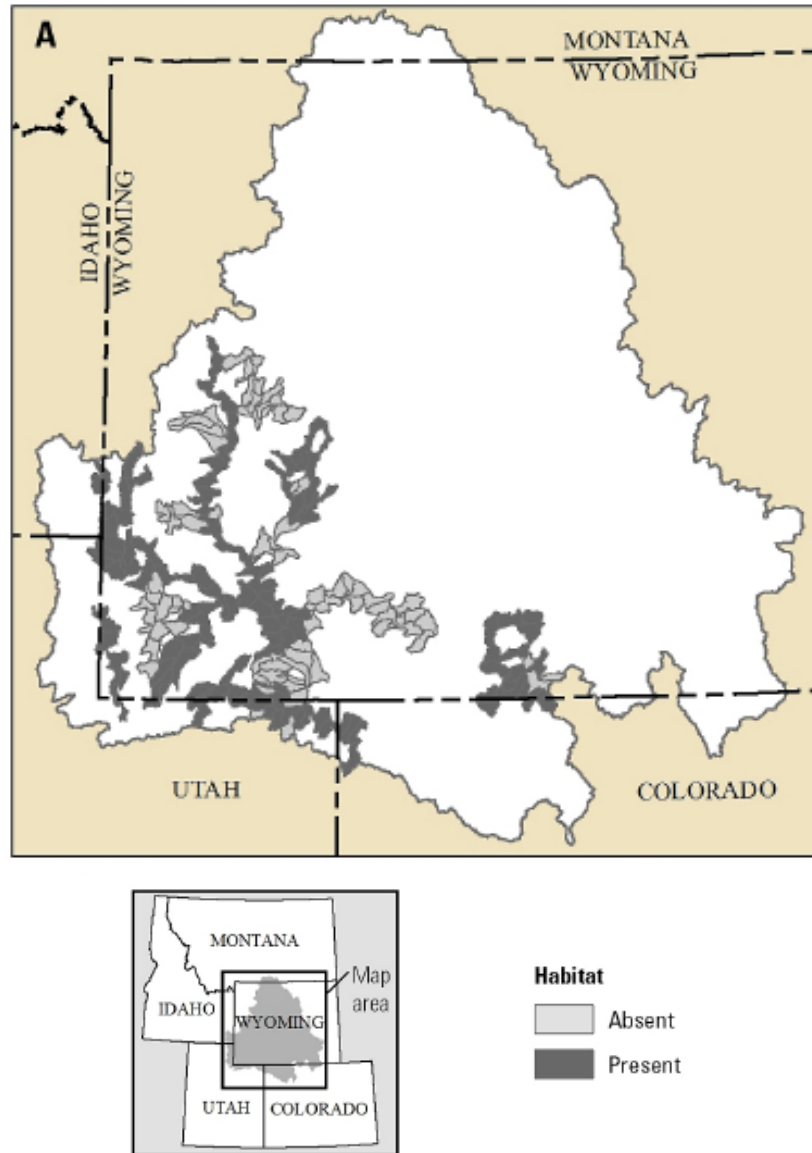 A
MONTANA
WYOMING
IDAHO
WYOMING
UTAH
COLORADO
MONTANA
IDAHO
WYOMING
UTAH
COLORADO
Map
area
Habitat
Absent
Present